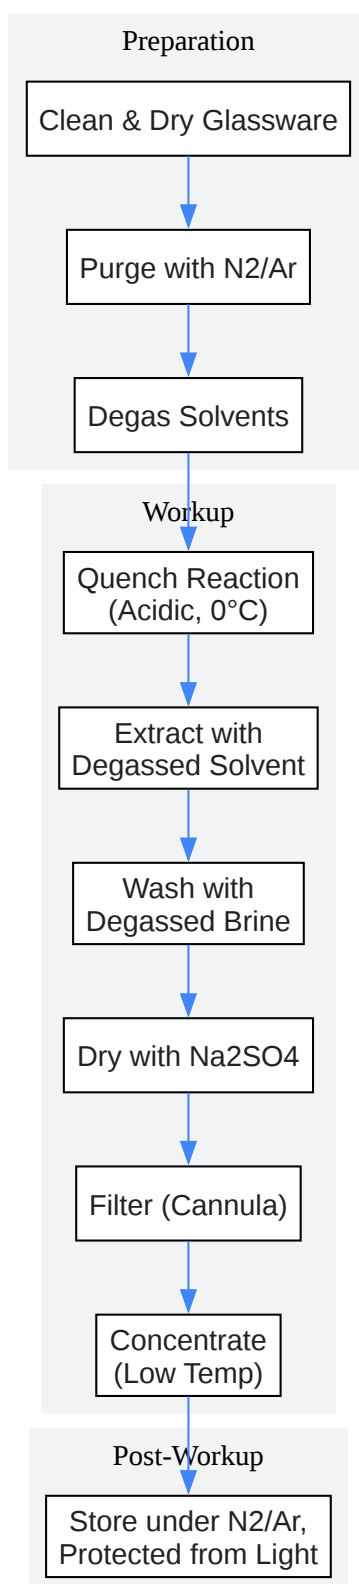 Preparation
Clean & Dry Glassware
Purge with N2/Ar
Degas Solvents
Workup
Quench Reaction
(Acidic, 0°C)
Extract with
Degassed Solvent
Wash with
Degassed Brine
Dry with Na2SO4
Filter (Cannula)
Concentrate
(Low Temp)
Post-Workup
Store under N2/Ar,
Protected from Light